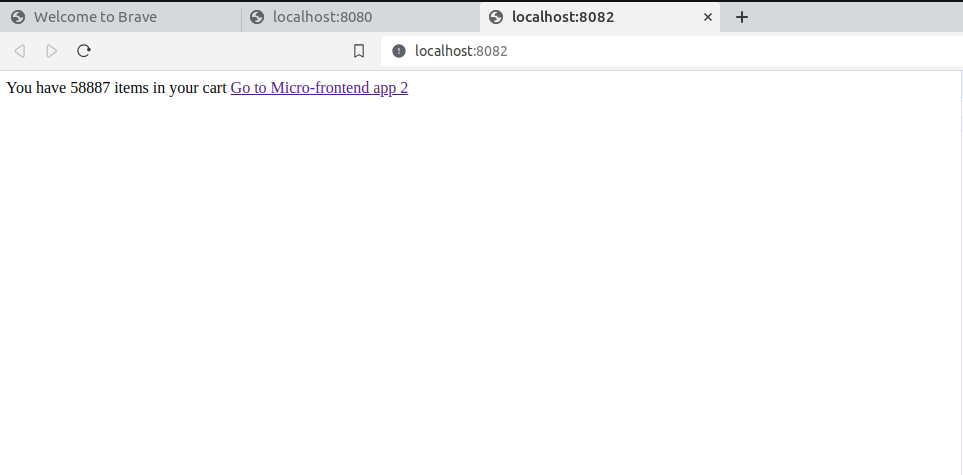 Welcome to Brave
localhost:8080
localhost:8082
localhost:8082
You have 58887 items in your cart Go to Micro-frontend app 2